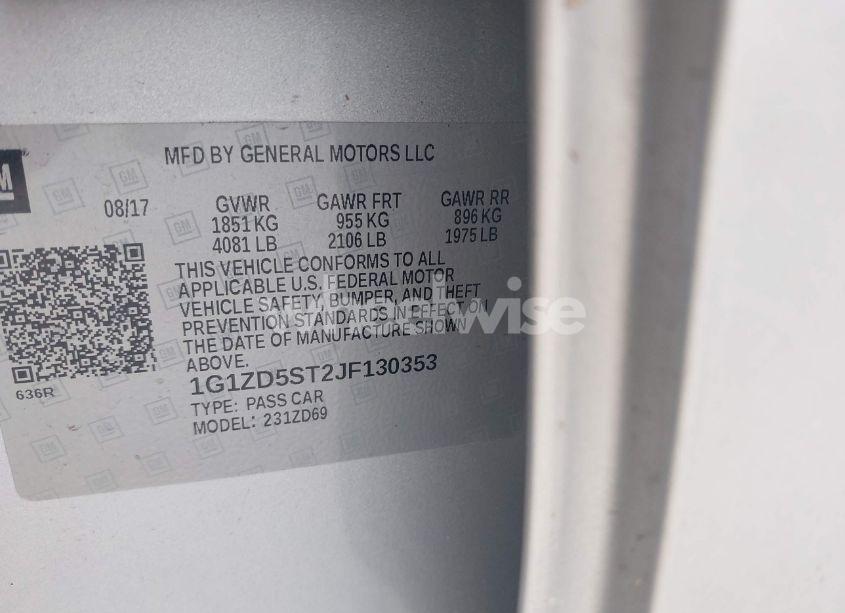 GM
MFD BY GENERAL MOTORS LLC
08/17
GVWR GAWR FRT GAWR RR
1851 KG 955 KG 896 KG
4081 LB 2106 LB 1975 LB
THIS VEHICLE CONFORMS TO ALL
APPLICABLE U.S. FEDERAL MOTOR
VEHICLE SAFETY, BUMPER, AND THEFT
PREVENTION STANDARDS IN EFFECT ON
THE DATE OF MANUFACTURE SHOWN
ABOVE.
636R
1G1ZD5ST2JF130353
TYPE: PASS CAR
MODEL: 231ZD69